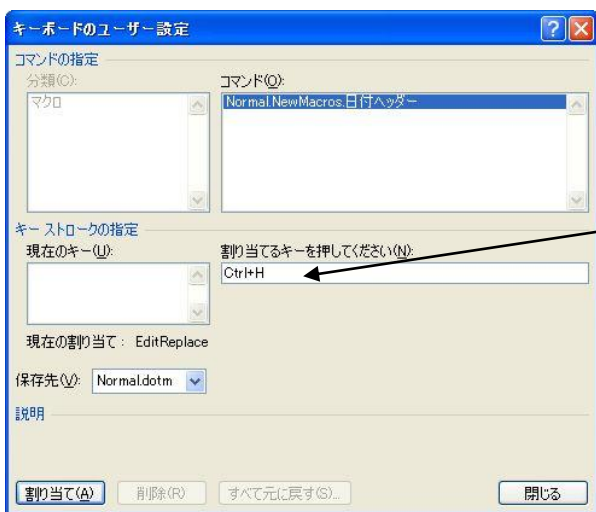 キーボードのユーザー設定
コマンドの指定
分類(C):
コマンド(O):
マクロ
Normal.NewMacros.日付ヘッダー
キー ストロークの指定
現在のキー(U):
割り当てるキーを押してください(N):
Ctrl+H
現在の割り当て : EditReplace
保存先(V):
Normal.dotm
説明
割り当て(A)
削除(R)
すべて元に戻す(S)...
閉じる